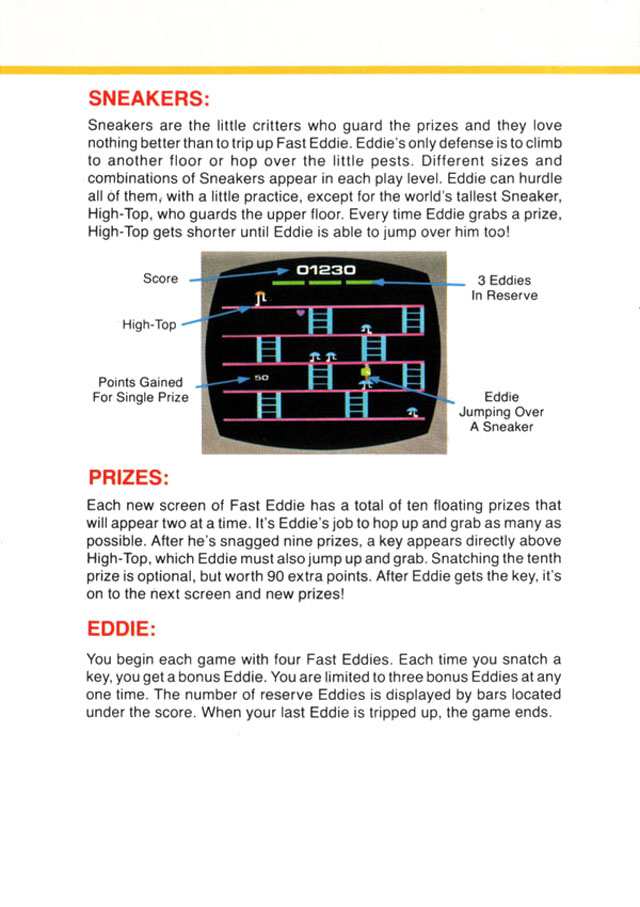 SNEAKERS:
Sneakers are the little critters who guard the prizes and they love
nothing better than to trip up Fast Eddie. Eddie's only defense is to climb
to another floor or hop over the little pests. Different sizes and
combinations of Sneakers appear in each play level. Eddie can hurdle
all of them, with a little practice, except for the world's tallest Sneaker,
High-Top, who guards the upper floor. Every time Eddie grabs a prize,
High-Top gets shorter until Eddie is able to jump over him too!
Score
01230
3 Eddies
In Reserve
High-Top
Points Gained
For Single Prize
50
Eddie
Jumping Over
A Sneaker
PRIZES:
Each new screen of Fast Eddie has a total of ten floating prizes that
will appear two at a time. It's Eddie's job to hop up and grab as many as
possible. After he's snagged nine prizes, a key appears directly above
High-Top, which Eddie must also jump up and grab. Snatching the tenth
prize is optional, but worth 90 extra points. After Eddie gets the key, it's
on to the next screen and new prizes!
EDDIE:
You begin each game with four Fast Eddies. Each time you snatch a
key, you get a bonus Eddie. You are limited to three bonus Eddies at any
one time. The number of reserve Eddies is displayed by bars located
under the score. When your last Eddie is tripped up, the game ends.